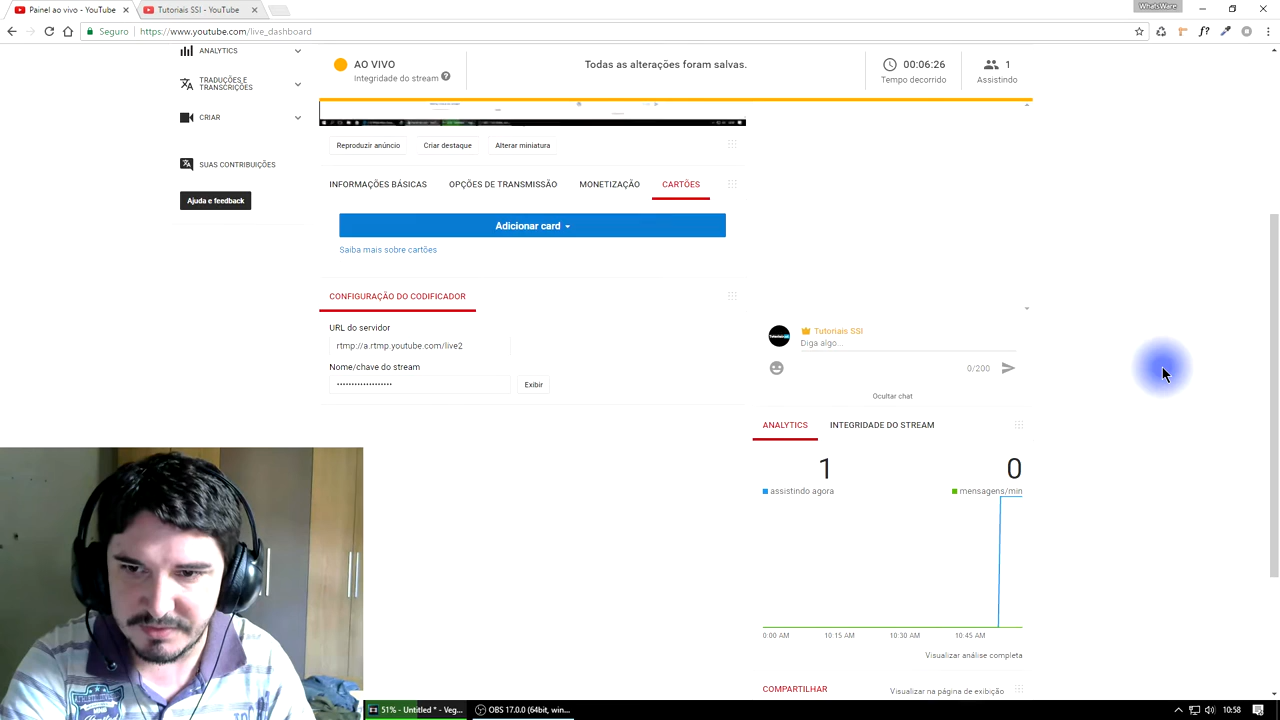 Painel ao vivo - YouTube
Tutoriais SSI - YouTube
WhatsWare
Seguro
https://www.youtube.com/live_dashboard
ANALYTICS
TRADUÇÕES E
TRANSCRIÇÕES
CRIAR
SUAS CONTRIBUIÇÕES
Ajuda e feedback
AO VIVO
Integridade do stream ?
Todas as alterações foram salvas.
00:06:26
Tempo decorrido
1
Assistindo
Reproduzir anúncio
Criar destaque
Alterar miniatura
INFORMAÇÕES BÁSICAS
OPÇÕES DE TRANSMISSÃO
MONETIZAÇÃO
CARTÕES
Adicionar card
Saiba mais sobre cartões
CONFIGURAÇÃO DO CODIFICADOR
URL do servidor
rtmp://a.rtmp.youtube.com/live2
Nome/chave do stream
•••••••••••••••••••
Exibir
Tutoriais SSI
Diga algo...
0/200
Ocultar chat
ANALYTICS
INTEGRIDADE DO STREAM
1
assistindo agora
0
mensagens/min
0:00 AM
10:15 AM
10:30 AM
10:45 AM
Visualizar análise completa
COMPARTILHAR
Visualizar na página de exibição
51% - Untitled * - Veg...
OBS 17.0.0 (64bit, win...
10:58